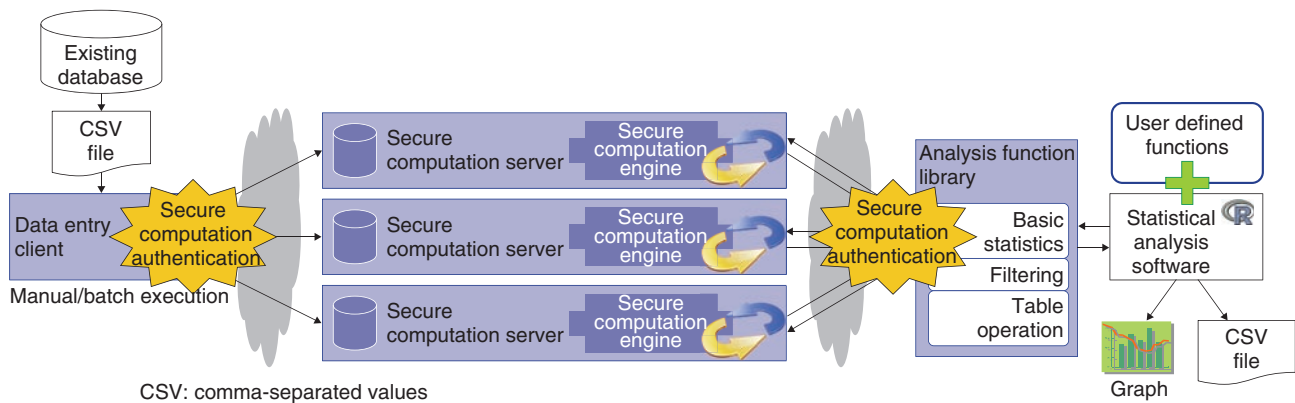 Existing
database
CSV
file
Data entry
client
Secure
computation
authentication
Manual/batch execution
Secure
computation server
Secure
computation
engine
Secure
computation server
Secure
computation
engine
Secure
computation server
Secure
computation
engine
Secure
computation
authentication
Analysis function
library
Basic
statistics
Filtering
Table
operation
User defined
functions
Statistical
analysis
software
R
Graph
CSV
file
CSV: comma-separated values